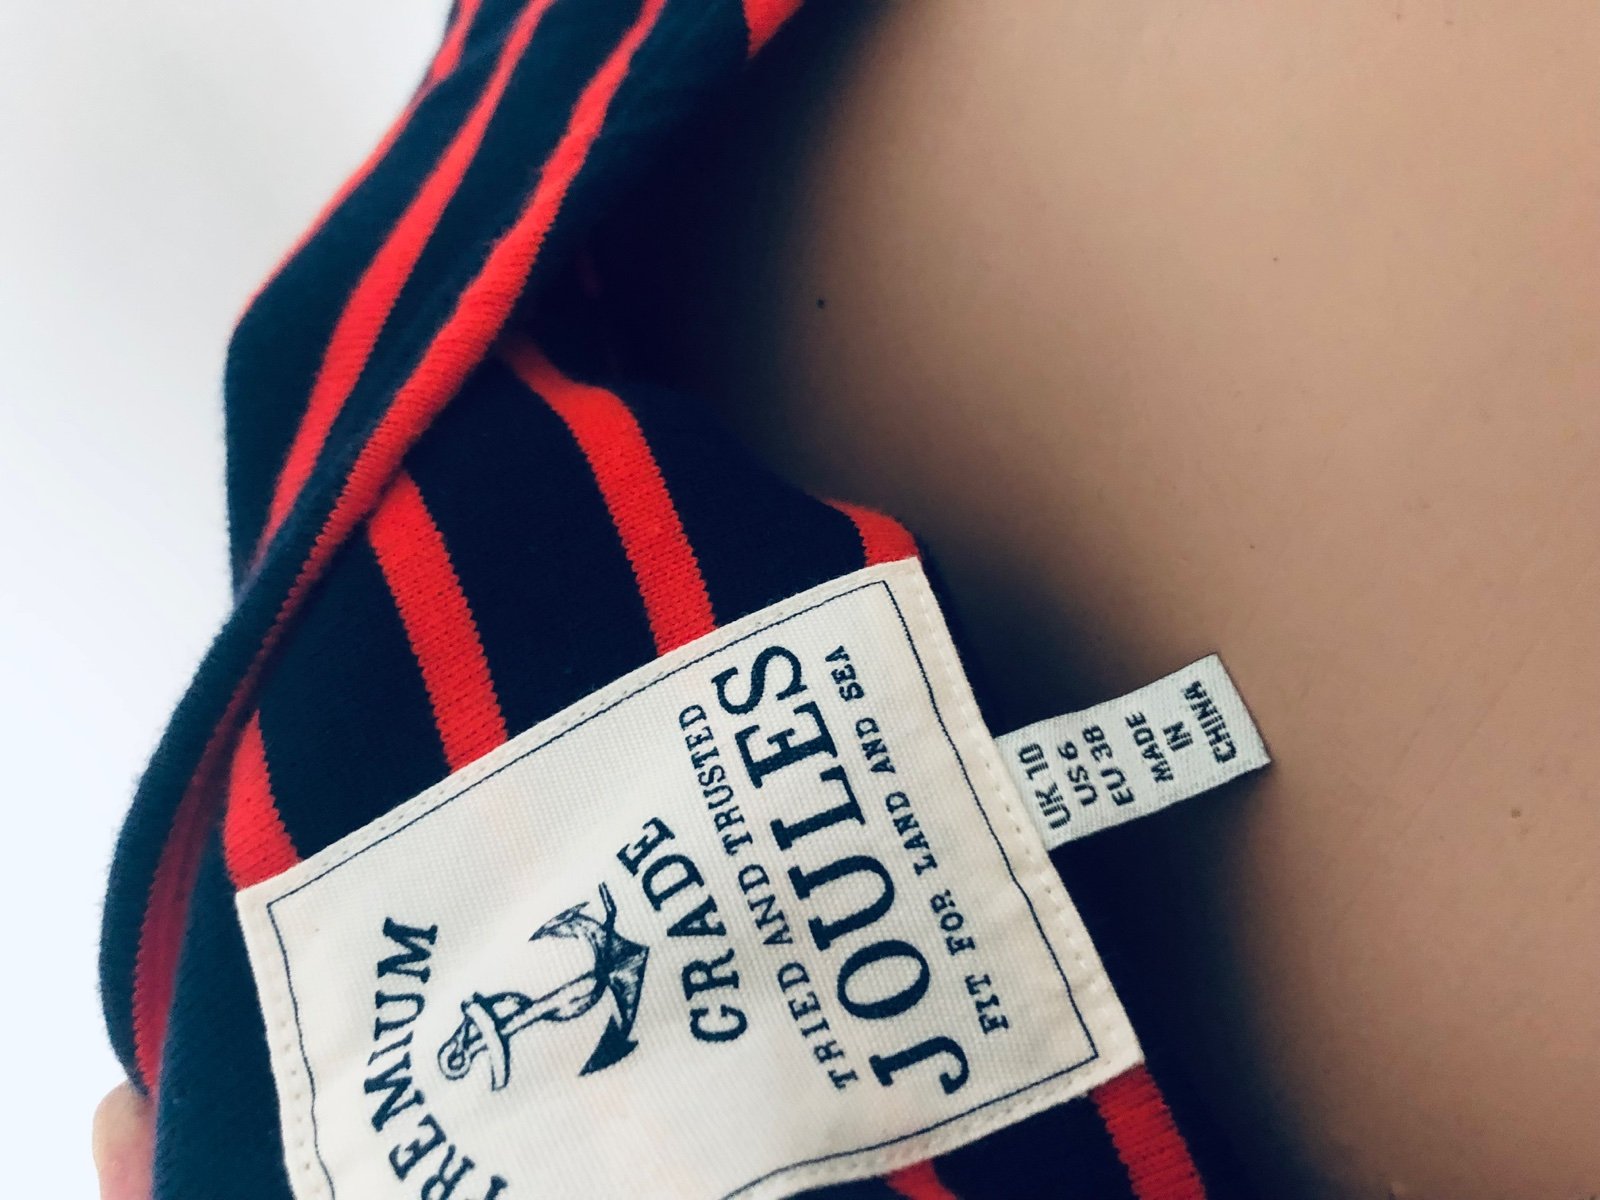 PREMIUM
GRADE
TRIED AND TRUSTED
JOULES
FIT FOR LAND AND SEA
UK 10
US 6
EU 38
MADE
IN
CHINA